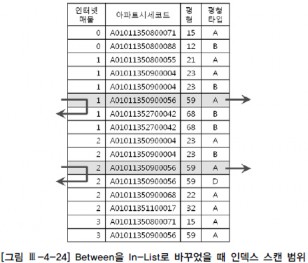 인터넷 매물 아파트시세코드 평형 평형타입
0 A01011350800071 15 A
0 A01011350800088 12 B
1 A01011350800055 21 A
1 A01011350900004 23 A
1 A01011350900004 23 B
1 A01011350900056 59 A
1 A01011352700042 68 B
1 A01011352700042 68 B
2 A01011350900004 23 A
2 A01011350900004 23 B
2 A01011350900056 59 A
2 A01011350900056 59 D
2 A01011350900068 22 A
2 A01011351100017 32 A
3 A01011350800071 15 A
3 A01011350900056 59 A
[그림 Ⅲ-4-24] Between을 In-List로 바꾸었을 때 인덱스 스캔 범위